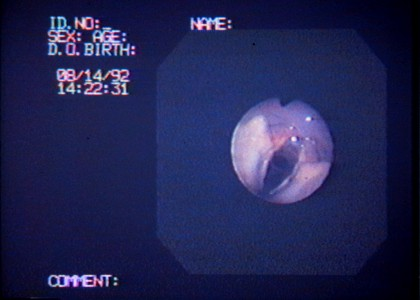 ID.NO:_ NAME:
SEX: AGE:
D.O.BIRTH:
08/14/92
14:22:31
COMMENT: